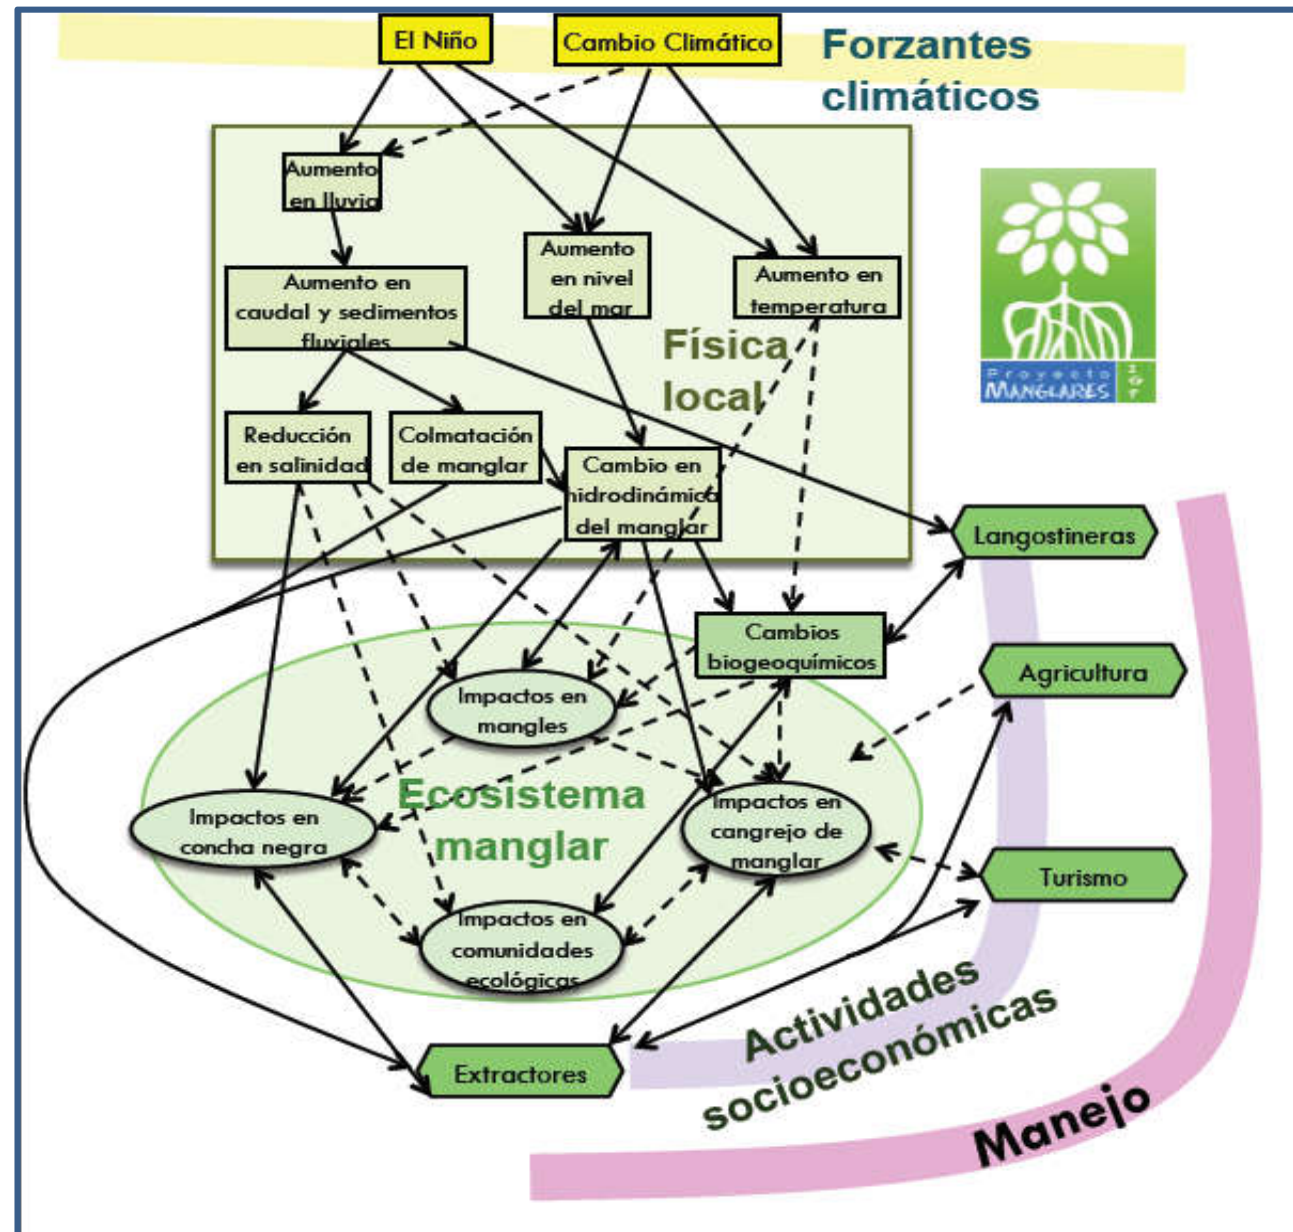 El Niño
Cambio Climático
Forzantes
climáticos
Aumento
en lluvia
Aumento
en nivel
del mar
Aumento en
temperatura
Aumento en
caudal y sedimentos
fluviales
Física
local
Proyecto
MANGLARES
Reducción
en salinidad
Colmatación
de manglar
Cambio en
hidrodinámica
del manglar
Langostineras
Cambios
biogeoquímicos
Agricultura
Impactos en
mangles
Ecosistema
manglar
Impactos en
concha negra
Impactos en
cangrejo de
manglar
Turismo
Impactos en
comunidades
ecológicas
Extractores
Actividades
socioeconómicas
Manejo